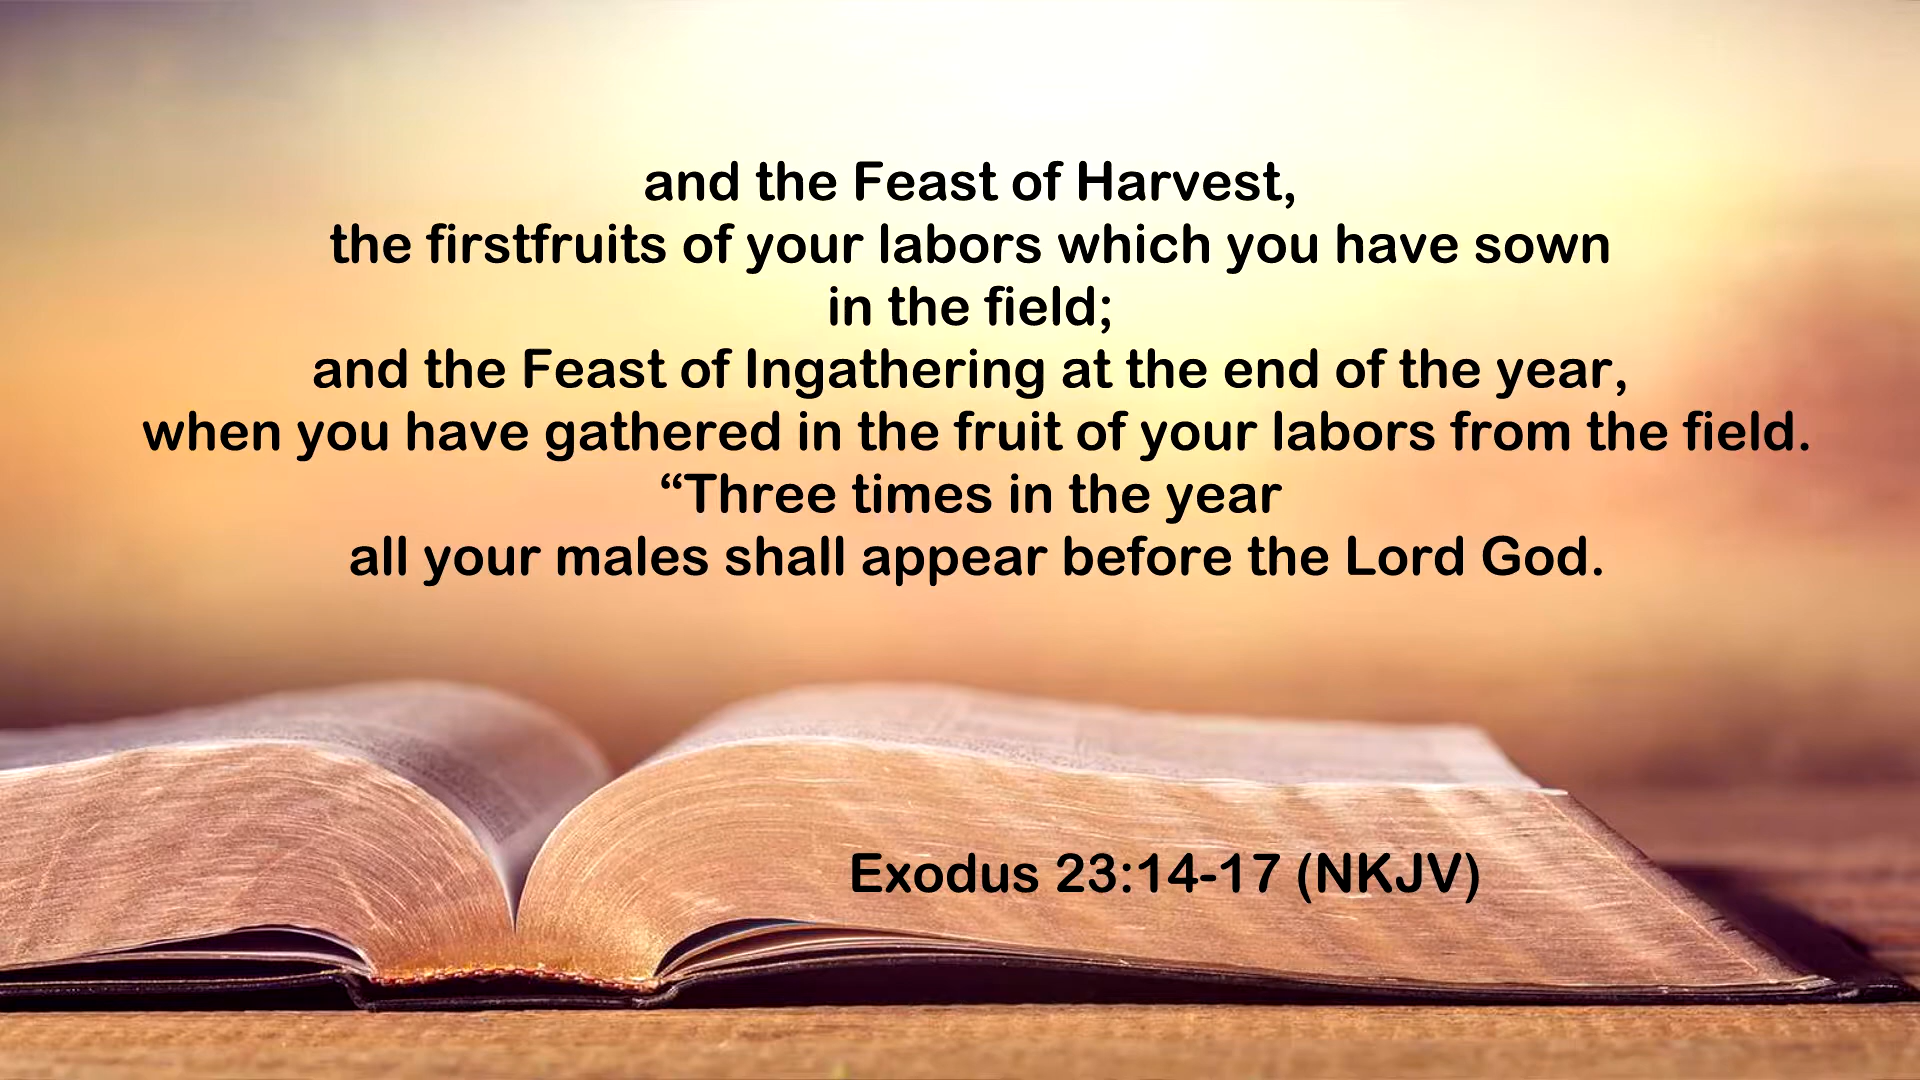 and the Feast of Harvest,
the firstfruits of your labors which you have sown
in the field;
and the Feast of Ingathering at the end of the year,
when you have gathered in the fruit of your labors from the field.
“Three times in the year
all your males shall appear before the Lord God.
Exodus 23:14-17 (NKJV)